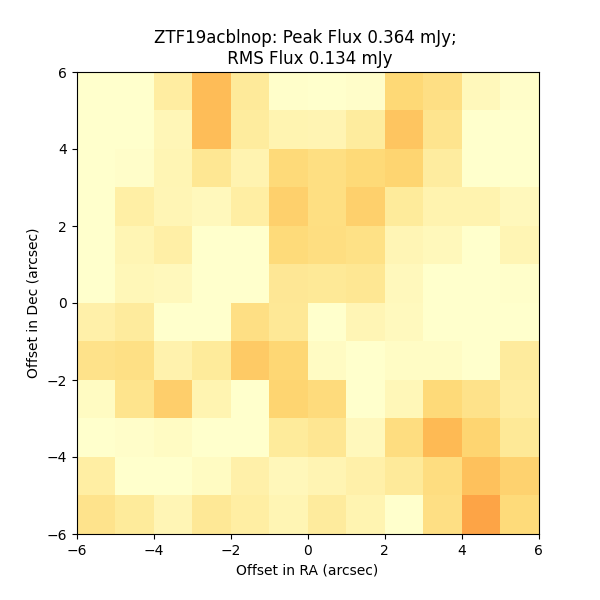 ZTF19acblnop: Peak Flux 0.364 mJy;
RMS Flux 0.134 mJy
6
4
2
0
−2
−4
−6
Offset in Dec (arcsec)
−6 −4 −2 0 2 4 6
Offset in RA (arcsec)